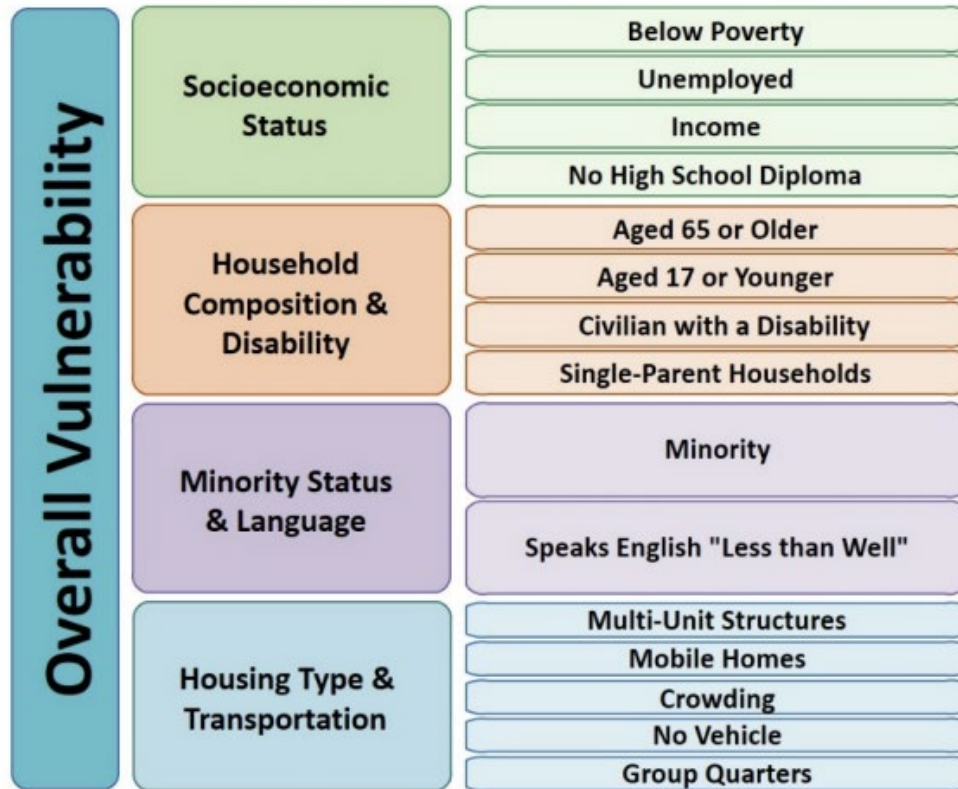 Overall Vulnerability
Socioeconomic
Status
Below Poverty
Unemployed
Income
No High School Diploma
Household
Composition &
Disability
Aged 65 or Older
Aged 17 or Younger
Civilian with a Disability
Single-Parent Households
Minority Status
& Language
Minority
Speaks English "Less than Well"
Housing Type &
Transportation
Multi-Unit Structures
Mobile Homes
Crowding
No Vehicle
Group Quarters